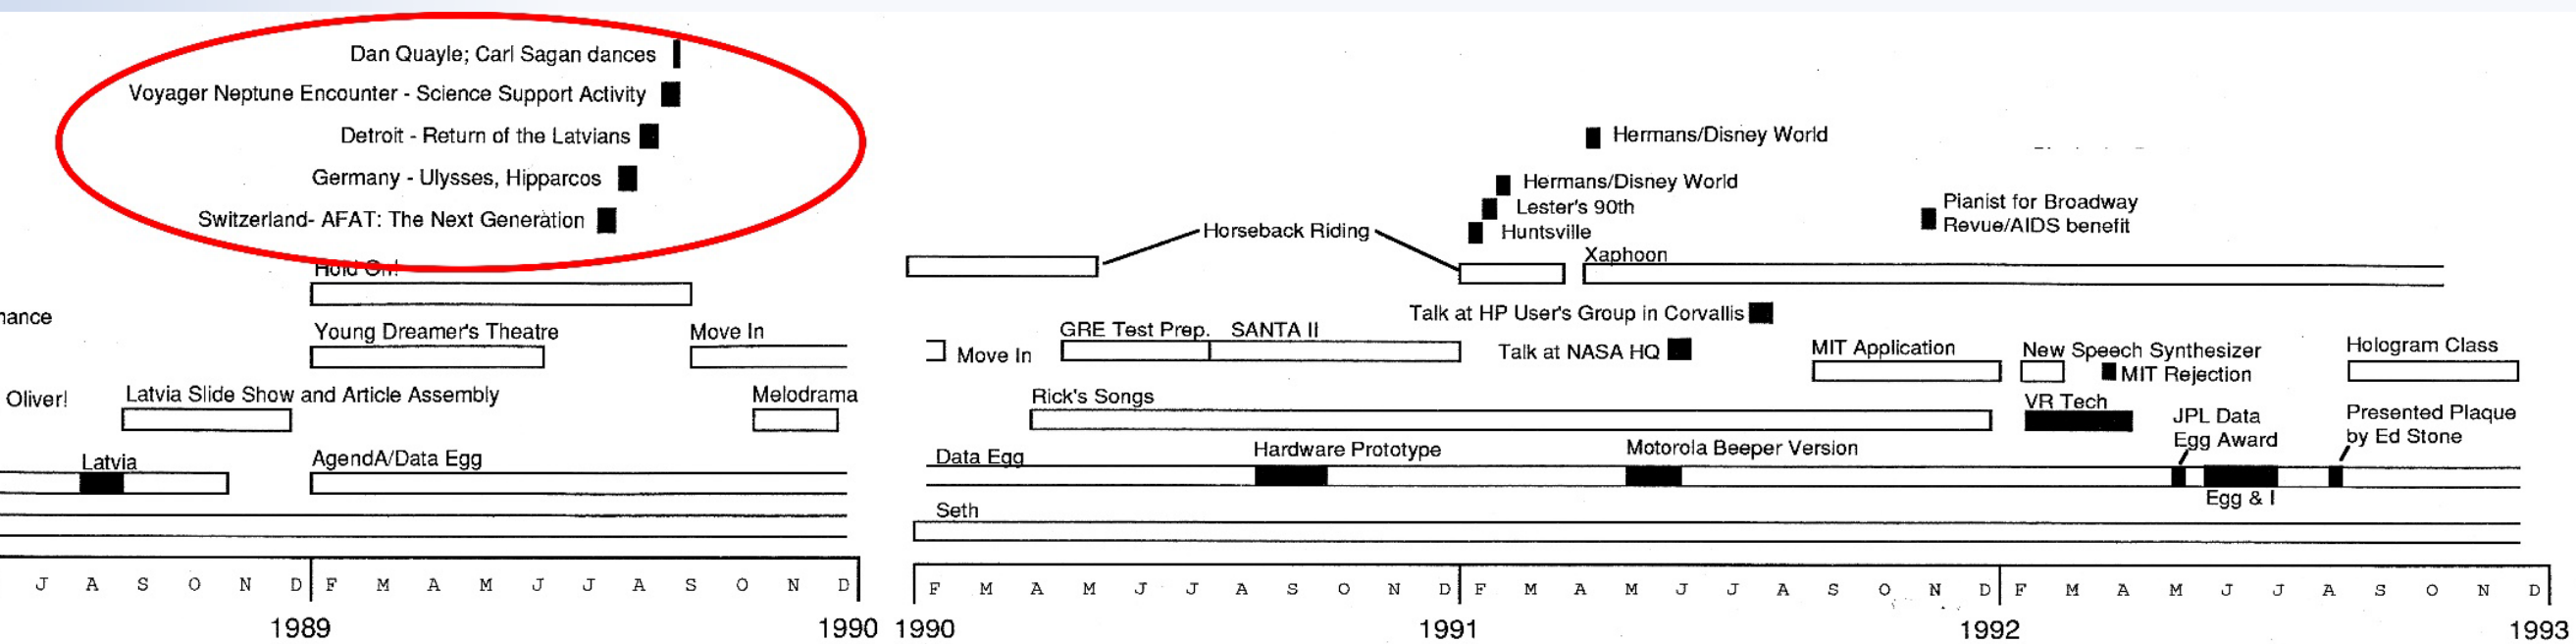 Dan Quayle; Carl Sagan dances
Voyager Neptune Encounter - Science Support Activity
Detroit - Return of the Latvians
Germany - Ulysses, Hipparcos
Switzerland- AFAT: The Next Generation
Hold On!
Young Dreamer's Theatre
Move In
Oliver!
Latvia Slide Show and Article Assembly
Melodrama
Latvia
AgendA/Data Egg
J A S O N D F M A M J J A S O N D
1989
1990
Hermans/Disney World
Hermans/Disney World
Lester's 90th
Huntsville
Horseback Riding
Pianist for Broadway
Revue/AIDS benefit
Xaphoon
Talk at HP User's Group in Corvallis
GRE Test Prep.
SANTA II
Move In
Talk at NASA HQ
MIT Application
New Speech Synthesizer
MIT Rejection
Hologram Class
Rick's Songs
VR Tech
JPL Data
Egg Award
Presented Plaque
by Ed Stone
Data Egg
Hardware Prototype
Motorola Beeper Version
Egg & I
Seth
F M A M J J A S O N D F M A M J J A S O N D F M A M J J A S O N D
1990
1991
1992
1993